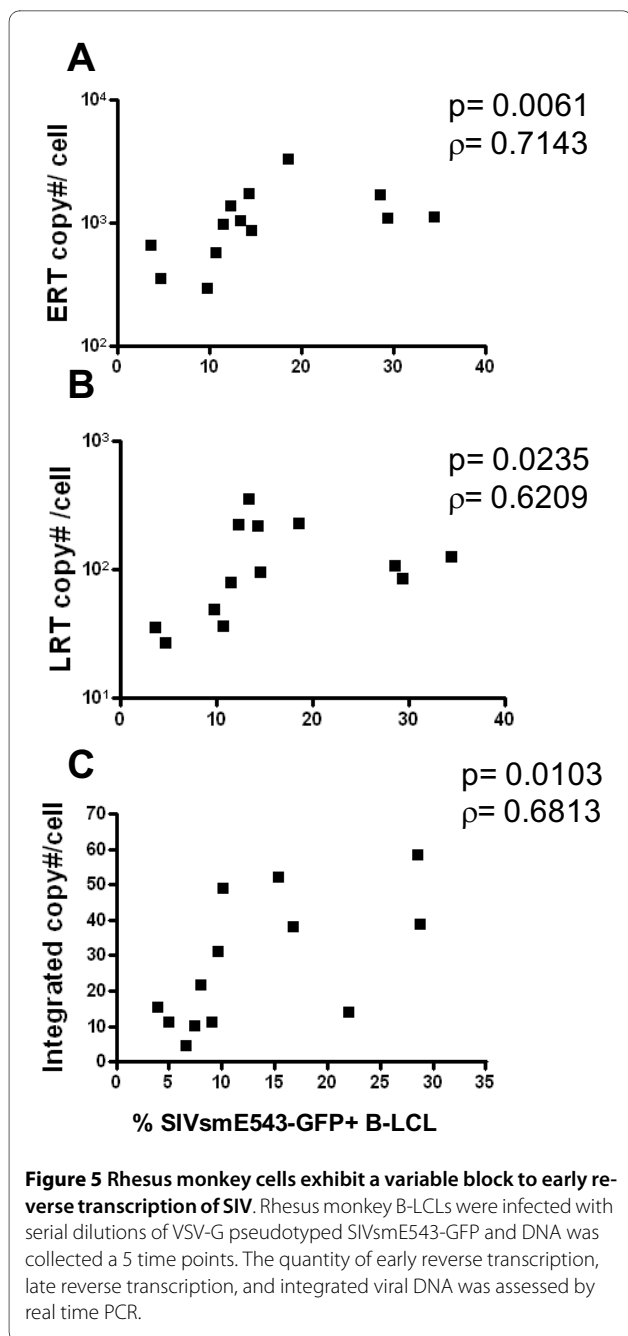 A
p= 0.0061
ρ= 0.7143
10⁴
10³
10²
ERT copy#/ cell
0 10 20 30 40
B
p= 0.0235
ρ= 0.6209
10³
10²
10¹
LRT copy# /cell
0 10 20 30 40
C
p= 0.0103
ρ= 0.6813
70
60
50
40
30
20
10
0
Integrated copy#/cell
0 5 10 15 20 25 30 35
% SIVsmE543-GFP+ B-LCL
Figure 5 Rhesus monkey cells exhibit a variable block to early re-
verse transcription of SIV. Rhesus monkey B-LCLs were infected with
serial dilutions of VSV-G pseudotyped SIVsmE543-GFP and DNA was
collected a 5 time points. The quantity of early reverse transcription,
late reverse transcription, and integrated viral DNA was assessed by
real time PCR.